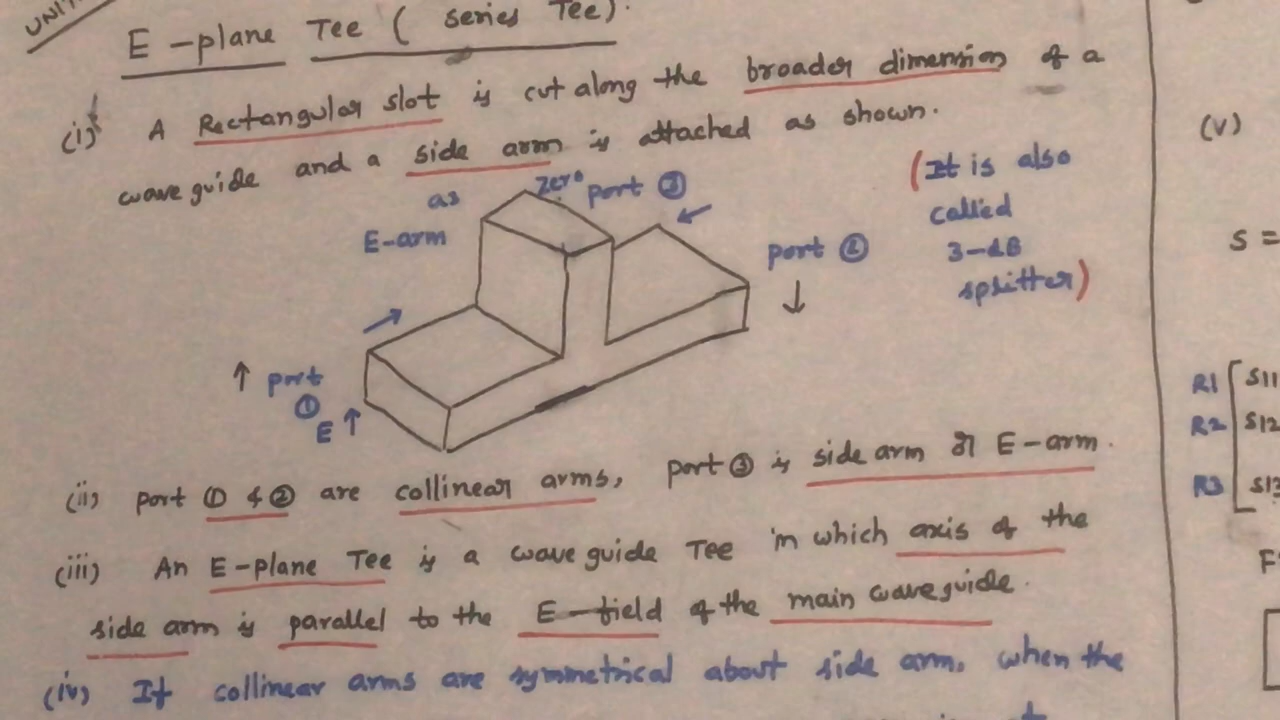 UNIT
E-plane Tee ( series Tee).
(i) A Rectangular slot is cut along the broader dimension of a
wave guide and a side arm is attached as shown.
as zero port ③
E-arm
(It is also
called
3-dB
splitter)
port ②
↓
↑ port
①
E ↑
(ii) port ① & ② are collinear arms, port ③ is side arm or E-arm.
(iii) An E-plane Tee is a wave guide Tee in which axis of the
side arm is parallel to the E-field of the main waveguide.
(iv) If collinear arms are symmetrical about side arm, when the
(v)
S =
R1 S11
R2 S12
R3 S13
F